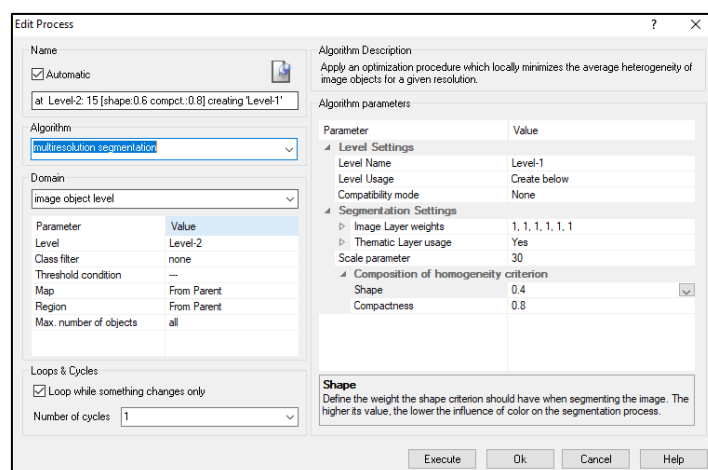 Edit Process
? X
Name
Automatic
at Level-2: 15 [shape:0.6 compct.:0.8] creating 'Level-1'
Algorithm
multiresolution segmentation
Domain
image object level
Parameter Value
Level Level-2
Class filter none
Threshold condition ---
Map From Parent
Region From Parent
Max. number of objects all
Loops & Cycles
Loop while something changes only
Number of cycles 1
Algorithm Description
Apply an optimization procedure which locally minimizes the average heterogeneity of
image objects for a given resolution.
Algorithm parameters
Parameter Value
Level Settings
Level Name Level-1
Level Usage Create below
Compatibility mode None
Segmentation Settings
Image Layer weights 1, 1, 1, 1, 1, 1
Thematic Layer usage Yes
Scale parameter 30
Composition of homogeneity criterion
Shape 0.4
Compactness 0.8
Shape
Define the weight the shape criterion should have when segmenting the image. The
higher its value, the lower the influence of color on the segmentation process.
Execute Ok Cancel Help